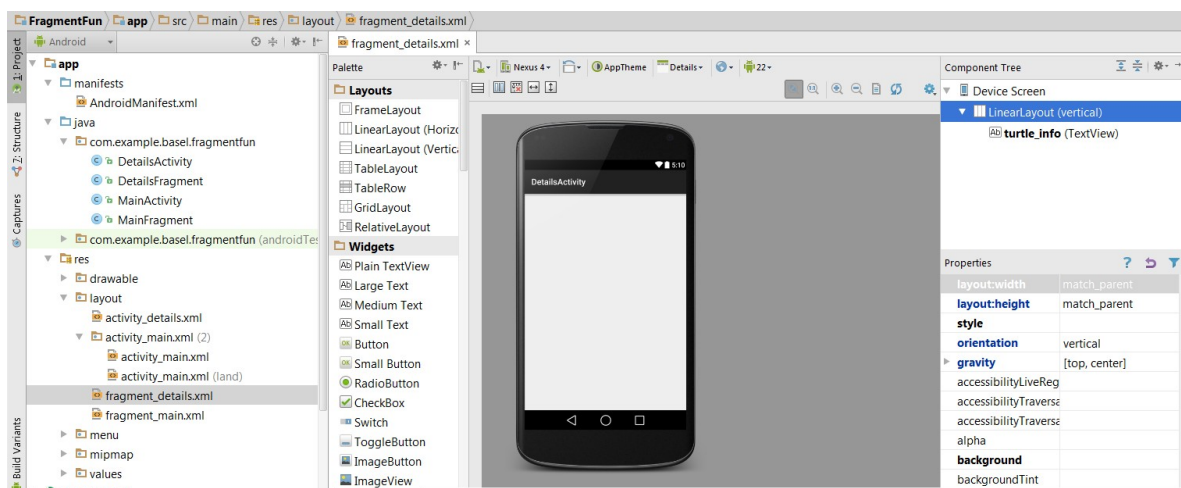 FragmentFun app src main res layout fragment_details.xml
1: Project
7: Structure
Captures
Build Variants
Android
app
manifests
AndroidManifest.xml
java
com.example.basel.fragmentfun
DetailsActivity
DetailsFragment
MainActivity
MainFragment
com.example.basel.fragmentfun (androidTes
res
drawable
layout
activity_details.xml
activity_main.xml (2)
activity_main.xml
activity_main.xml (land)
fragment_details.xml
fragment_main.xml
menu
mipmap
values
fragment_details.xml
Palette
Layouts
FrameLayout
LinearLayout (Horizo
LinearLayout (Vertica
TableLayout
TableRow
GridLayout
RelativeLayout
Widgets
Plain TextView
Large Text
Medium Text
Small Text
Button
Small Button
RadioButton
CheckBox
Switch
ToggleButton
ImageButton
ImageView
Nexus 4 AppTheme Details 22
5:10
DetailsActivity
Component Tree
Device Screen
LinearLayout (vertical)
turtle_info (TextView)
Properties
layout:width match_parent
layout:height match_parent
style
orientation vertical
gravity [top, center]
accessibilityLiveReg
accessibilityTraversa
accessibilityTraversa
alpha
background
backgroundTint